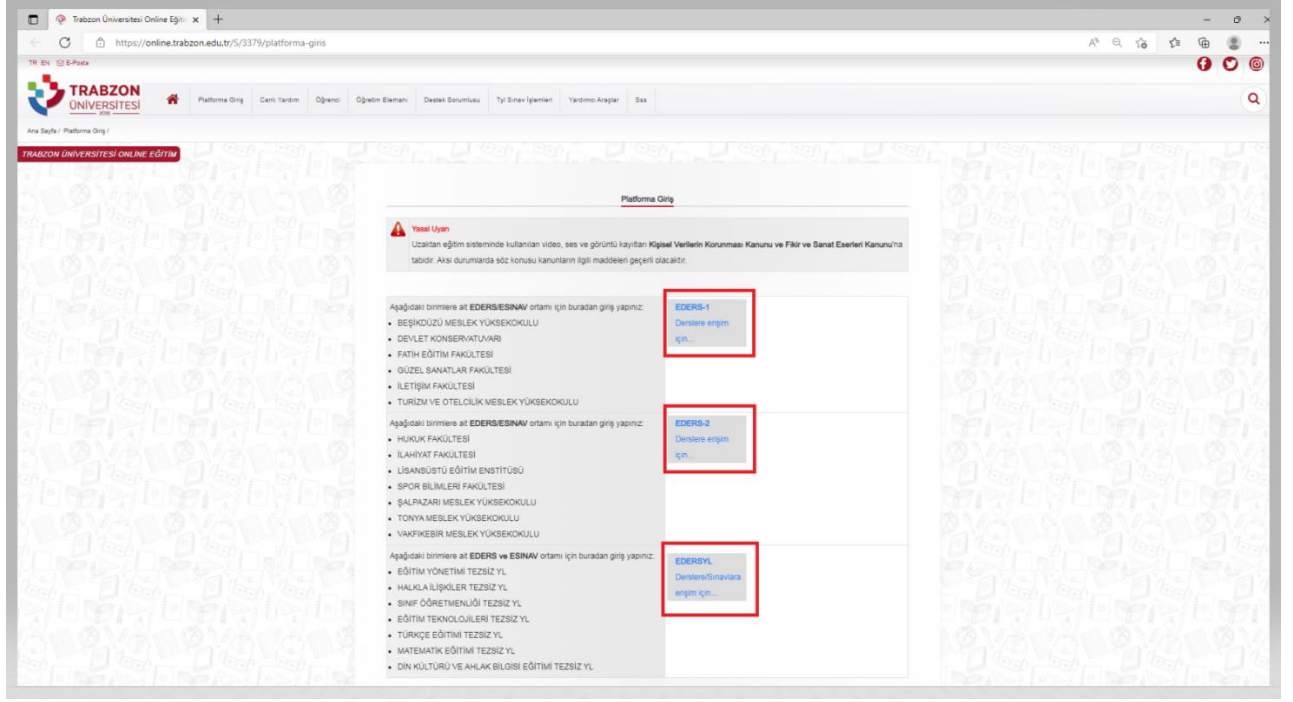 Trabzon Üniversitesi Online Eğiti
https://online.trabzon.edu.tr/S/3379/platforma-giris
TR EN E-Posta
TRABZON
ÜNİVERSİTESİ
2018
Platforma Giriş Canlı Yardım Öğrenci Öğretim Elemanı Destek Sorumlusu Tyl Sınav İşlemleri Yardımcı Araçlar Sss
Ana Sayfa / Platforma Giriş /
TRABZON ÜNİVERSİTESİ ONLINE EĞİTİM
Platforma Giriş
Yasal Uyarı
Uzaktan eğitim sisteminde kullanılan video, ses ve görüntü kayıtları Kişisel Verilerin Korunması Kanunu ve Fikir ve Sanat Eserleri Kanunu'na
tabidir. Aksi durumlarda söz konusu kanunların ilgili maddeleri geçerli olacaktır.
Aşağıdaki birimlere ait EDERS/ESINAV ortamı için buradan giriş yapınız:
• BEŞİKDÜZÜ MESLEK YÜKSEKOKULU
• DEVLET KONSERVATUVARI
• FATİH EĞİTİM FAKÜLTESİ
• GÜZEL SANATLAR FAKÜLTESİ
• İLETİŞİM FAKÜLTESİ
• TURİZM VE OTELCİLİK MESLEK YÜKSEKOKULU
EDERS-1
Derslere erişim
için...
Aşağıdaki birimlere ait EDERS/ESINAV ortamı için buradan giriş yapınız:
• HUKUK FAKÜLTESİ
• İLAHİYAT FAKÜLTESİ
• LİSANSÜSTÜ EĞİTİM ENSTİTÜSÜ
• SPOR BİLİMLERİ FAKÜLTESİ
• ŞALPAZARI MESLEK YÜKSEKOKULU
• TONYA MESLEK YÜKSEKOKULU
• VAKFIKEBİR MESLEK YÜKSEKOKULU
EDERS-2
Derslere erişim
için...
Aşağıdaki birimlere ait EDERS ve ESINAV ortamı için buradan giriş yapınız:
• EĞİTİM YÖNETİMİ TEZSİZ YL
• HALKLA İLİŞKİLER TEZSİZ YL
• SINIF ÖĞRETMENLİĞİ TEZSİZ YL
• EĞİTİM TEKNOLOJİLERİ TEZSİZ YL
• TÜRKÇE EĞİTİMİ TEZSİZ YL
• MATEMATİK EĞİTİMİ TEZSİZ YL
• DİN KÜLTÜRÜ VE AHLAK BİLGİSİ EĞİTİMİ TEZSİZ YL
EDERSYL
Derslere/Sınavlara
erişim için...